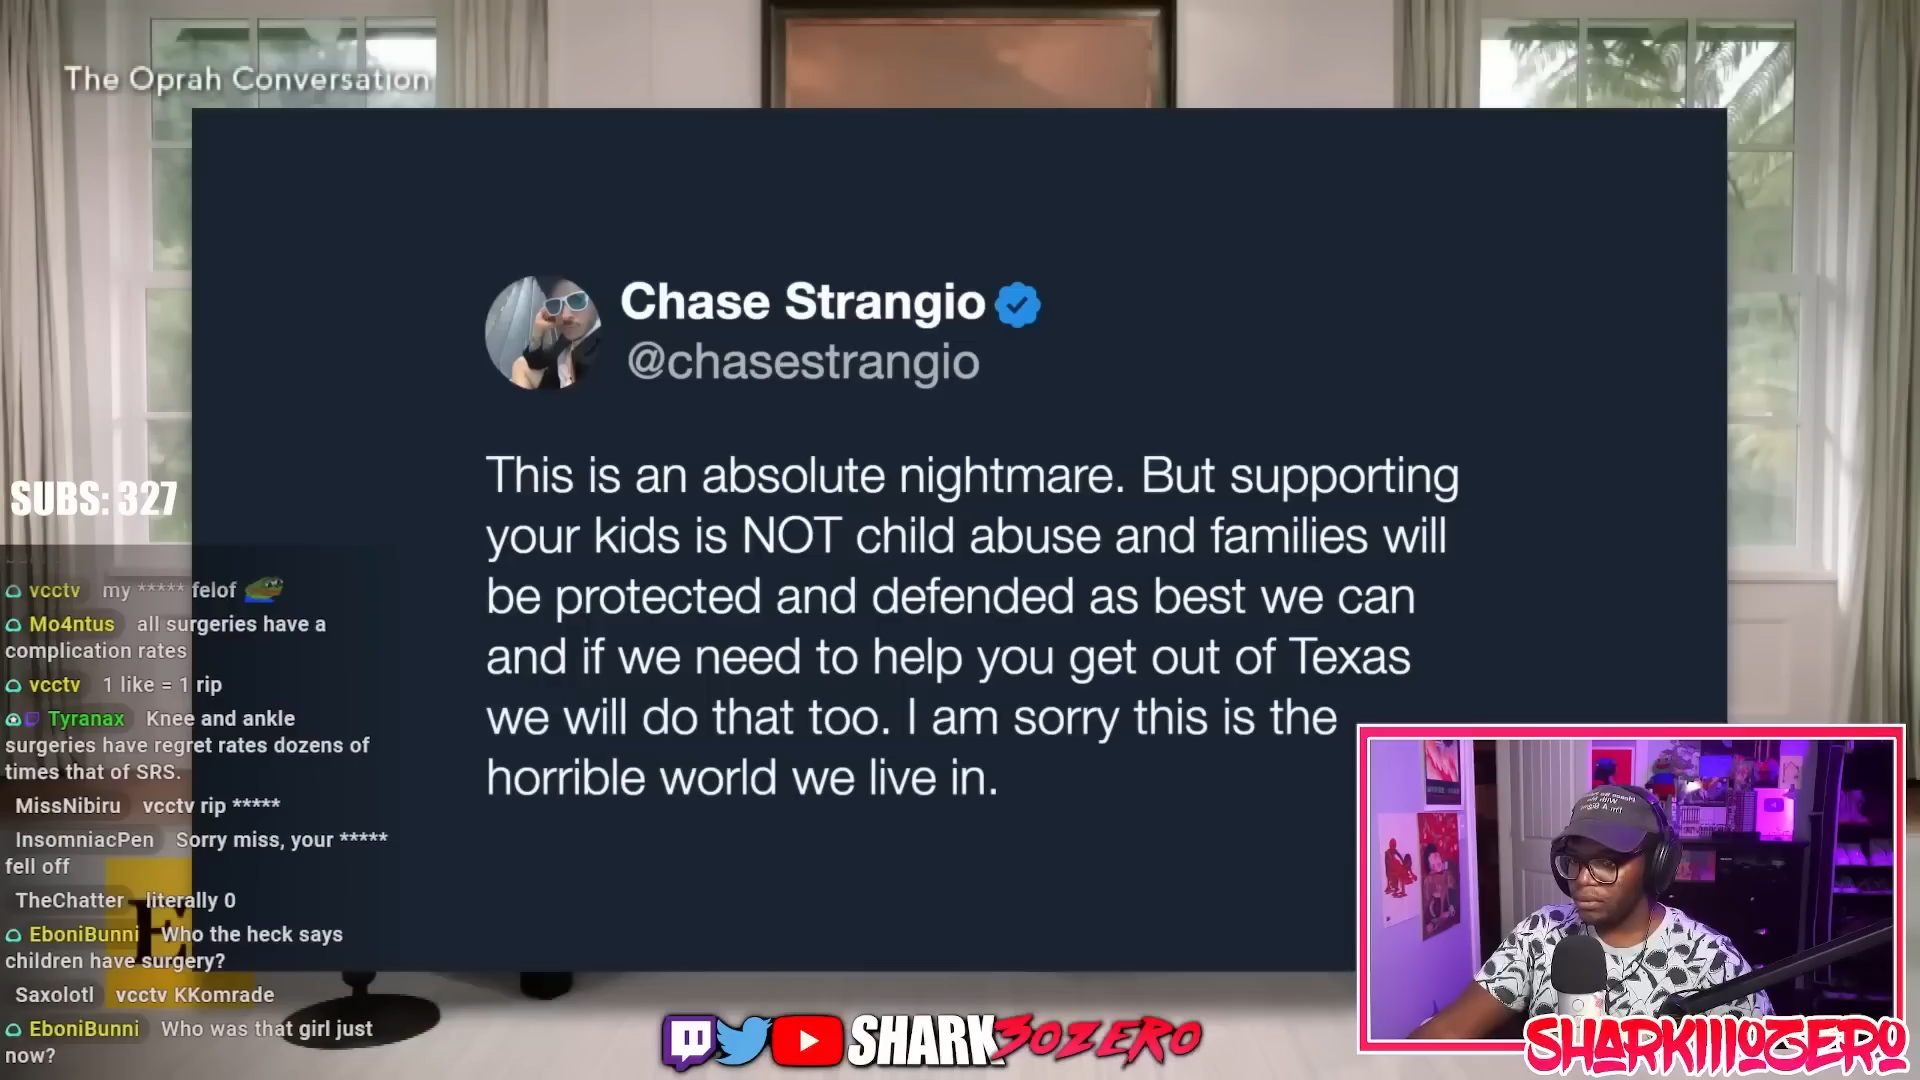 The Oprah Conversation
Chase Strangio
@chasestrangio
This is an absolute nightmare. But supporting
your kids is NOT child abuse and families will
be protected and defended as best we can
and if we need to help you get out of Texas
we will do that too. I am sorry this is the
horrible world we live in.
SUBS: 327
vcctv my ***** felof
Mo4ntus all surgeries have a
complication rates
vcctv 1 like = 1 rip
Tyranax Knee and ankle
surgeries have regret rates dozens of
times that of SRS.
MissNibiru vcctv rip *****
InsomniacPen Sorry miss, your *****
fell off
TheChatter literally 0
EboniBunni Who the heck says
children have surgery?
Saxolotl vcctv KKomrade
EboniBunni Who was that girl just
now?
E
SHARK3OZERO
SHARKIIIOZERO